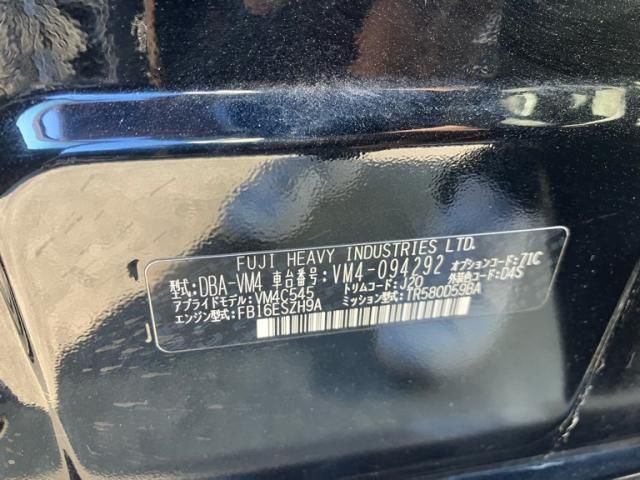 FUJI HEAVY INDUSTRIES LTD.
型式: DBA-VM4 車台番号: VM4-094292 オプションコード: 71C
アプライドモデル: VM4C545 トリムコード: J20 外装色コード: D4S
エンジン型式: FB16ESZH9A ミッション型式: TR580DS9BA